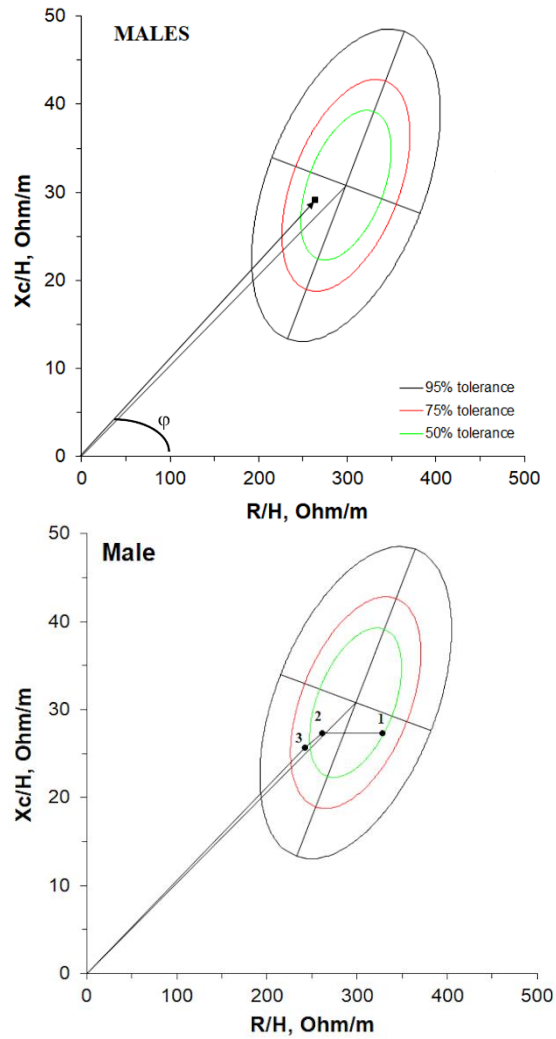 MALES
50
40
30
20
10
0
Xc/H, Ohm/m
φ
95% tolerance
75% tolerance
50% tolerance
0 100 200 300 400 500
R/H, Ohm/m
Male
50
40
30
20
10
0
Xc/H, Ohm/m
1
2
3
0 100 200 300 400 500
R/H, Ohm/m